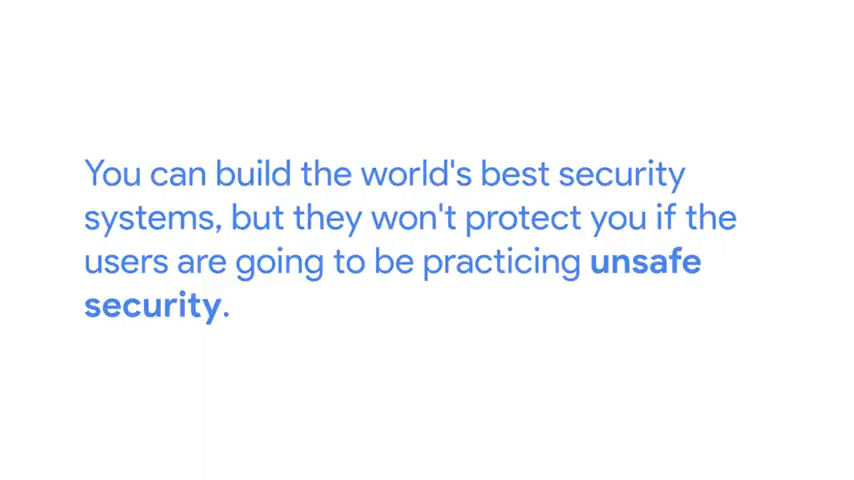 You can build the world's best security
systems, but they won't protect you if the
users are going to be practicing unsafe
security.